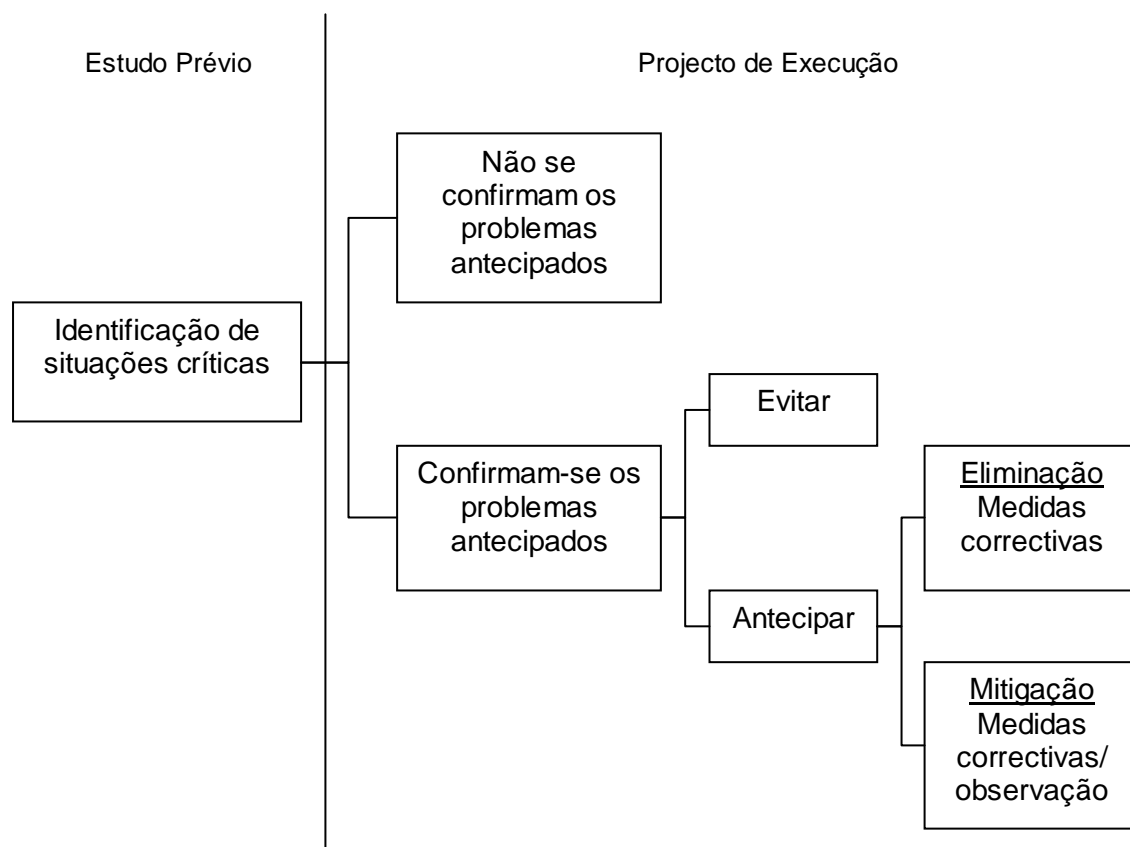 Estudo Prévio
Projecto de Execução
Não se
confirmam os
problemas
antecipados
Identificação de
situações críticas
Evitar
Confirmam-se os
problemas
antecipados
Eliminação
Medidas
correctivas
Antecipar
Mitigação
Medidas
correctivas/
observação